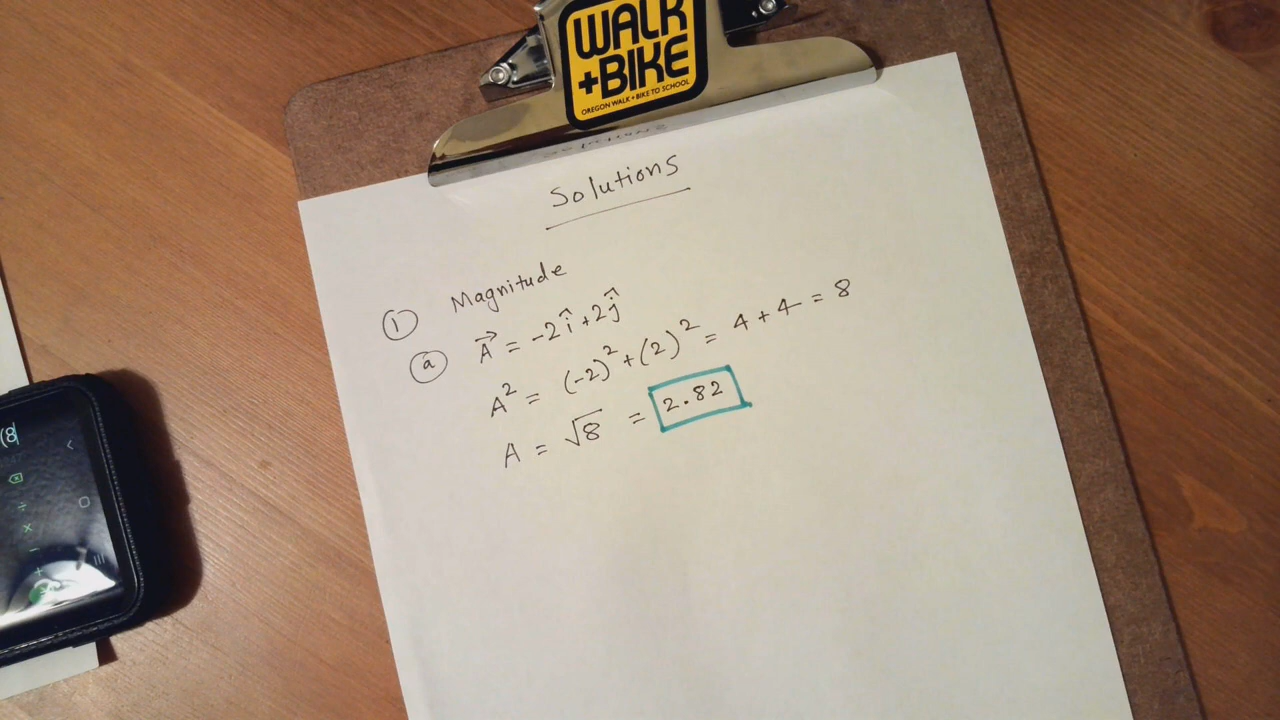 WALK
+BIKE
OREGON WALK + BIKE TO SCHOOL
Solutions
① Magnitude
ⓐ A⃗ = -2î + 2ĵ
A² = (-2)² + (2)² = 4 + 4 = 8
A = √8 = 2.82
(8